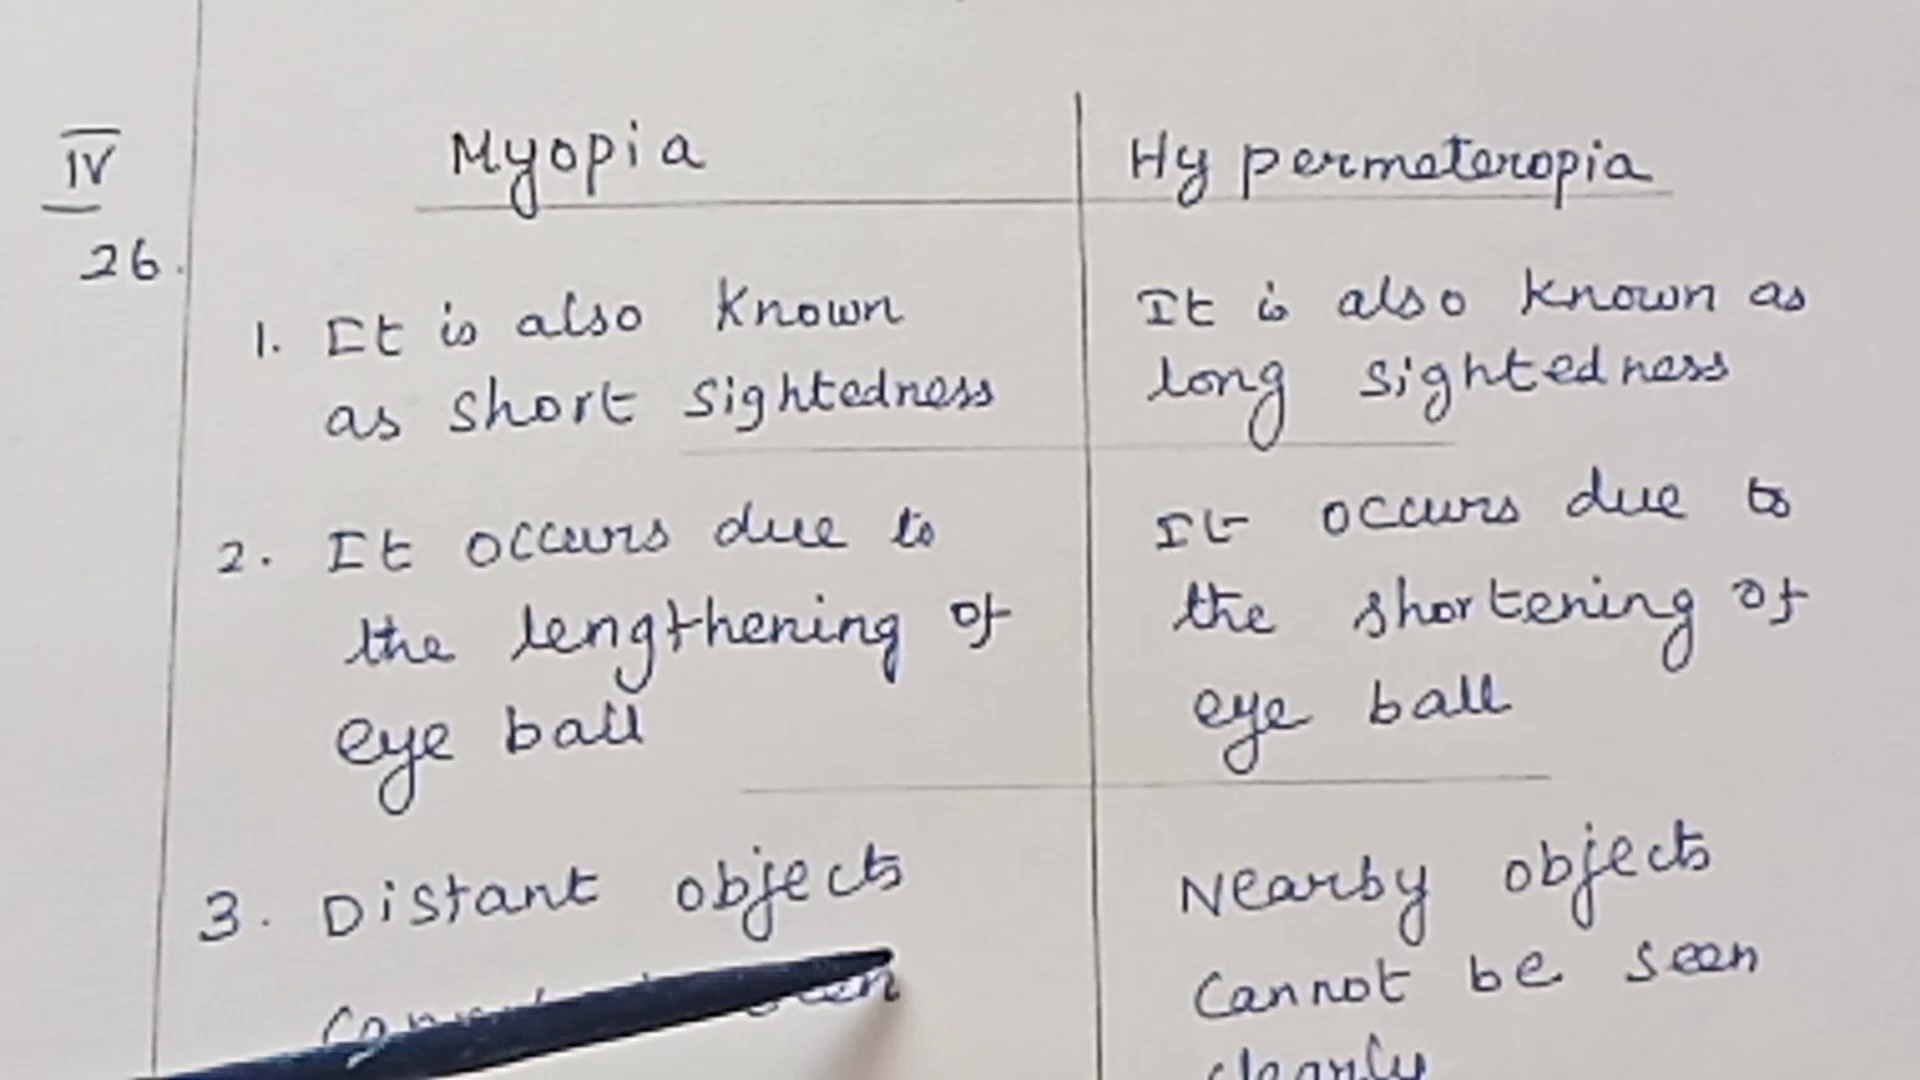 IV
Myopia
Hypermeteropia
26.
1. It is also known
as short sightedness
It is also known as
long sightedness
2. It occurs due to
the lengthening of
eye ball
It occurs due to
the shortening of
eye ball
3. Distant objects
Nearby objects
cannot be seen
clearly